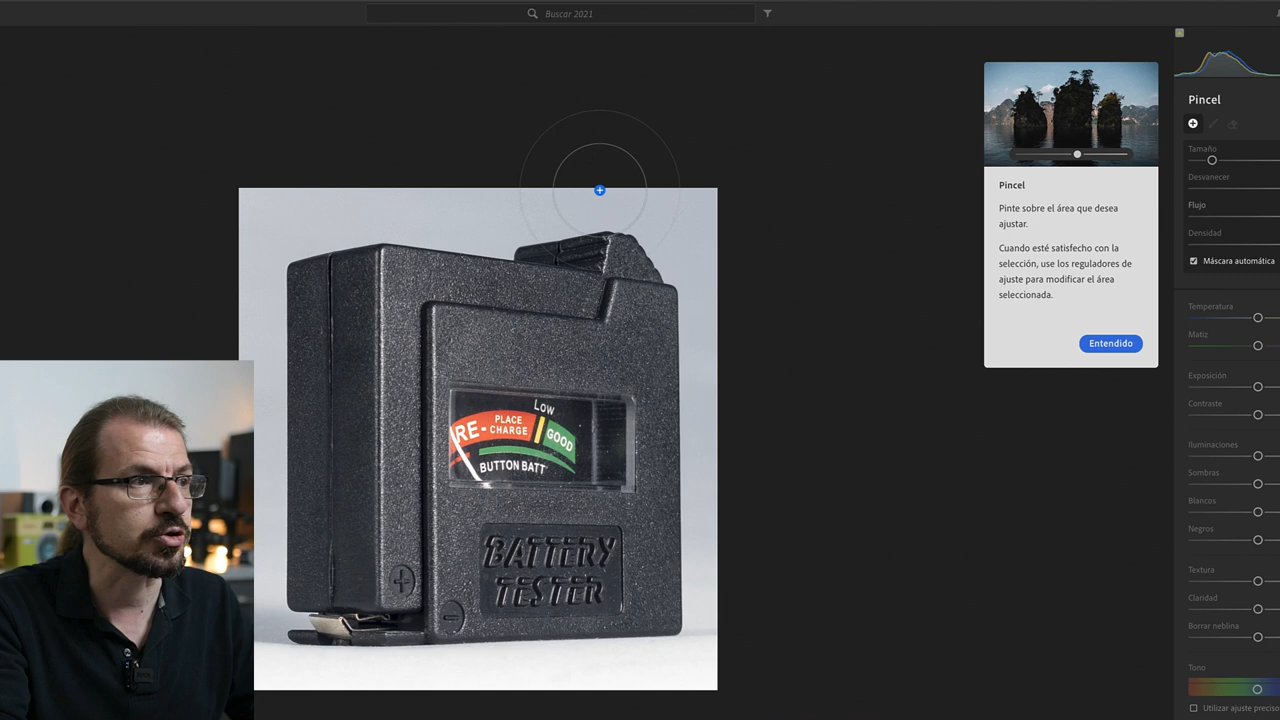 Buscar 2021
Pincel
Tamaño
Desvanecer
Flujo
Densidad
Máscara automática
Pincel
Pinte sobre el área que desea
ajustar.
Cuando esté satisfecho con la
selección, use los reguladores de
ajuste para modificar el área
seleccionada.
Entendido
Temperatura
Matiz
Exposición
Contraste
Iluminaciones
Sombras
Blancos
Negros
Textura
Claridad
Borrar neblina
Tono
Utilizar ajuste preciso
Low
RE-
PLACE
CHARGE
GOOD
BUTTON BATT
BATTERY
TESTER